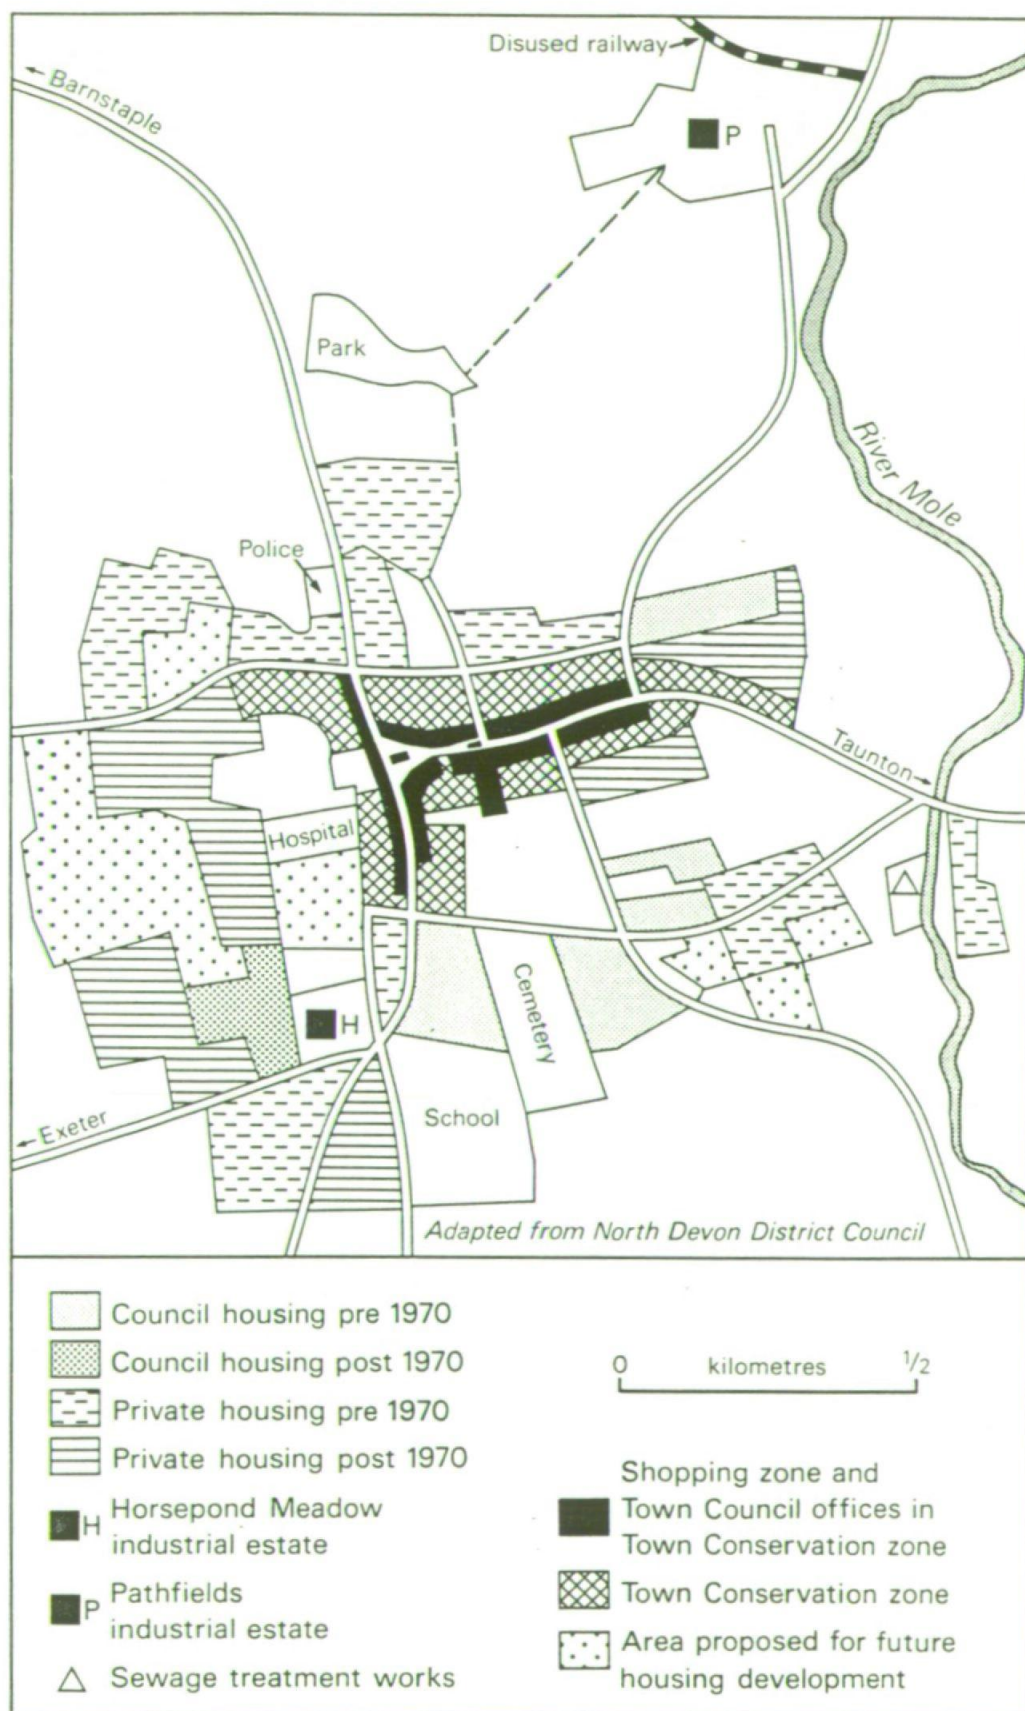 Disused railway
Barnstaple
P
Park
River Mole
Police
Taunton
Hospital
Cemetery
H
School
Exeter
Adapted from North Devon District Council
Council housing pre 1970
Council housing post 1970
Private housing pre 1970
Private housing post 1970
H Horsepond Meadow
industrial estate
P Pathfields
industrial estate
Sewage treatment works
0 kilometres 1/2
Shopping zone and
Town Council offices in
Town Conservation zone
Town Conservation zone
Area proposed for future
housing development